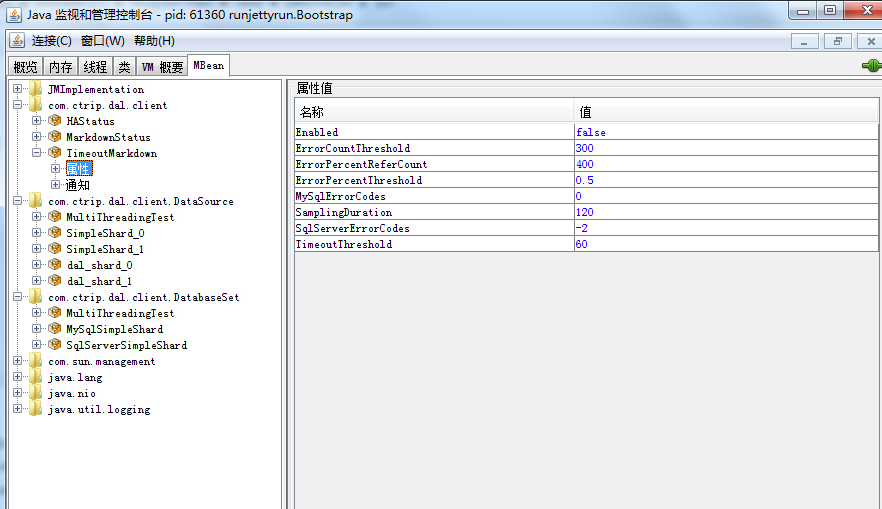 Java 监视和管理控制台 - pid: 61360 runjettyrun.Bootstrap
连接(C) 窗口(W) 帮助(H)
概览 内存 线程 类 VM 概要 MBean
JMImplementation
com.ctrip.dal.client
HAStatus
MarkdownStatus
TimeoutMarkdown
属性
通知
com.ctrip.dal.client.DataSource
MultiThreadingTest
SimpleShard_0
SimpleShard_1
dal_shard_0
dal_shard_1
com.ctrip.dal.client.DatabaseSet
MultiThreadingTest
MySqlSimpleShard
SqlServerSimpleShard
com.sun.management
java.lang
java.nio
java.util.logging
属性值
名称 值
Enabled false
ErrorCountThreshold 300
ErrorPercentReferCount 400
ErrorPercentThreshold 0.5
MySqlErrorCodes 0
SamplingDuration 120
SqlServerErrorCodes -2
TimeoutThreshold 60